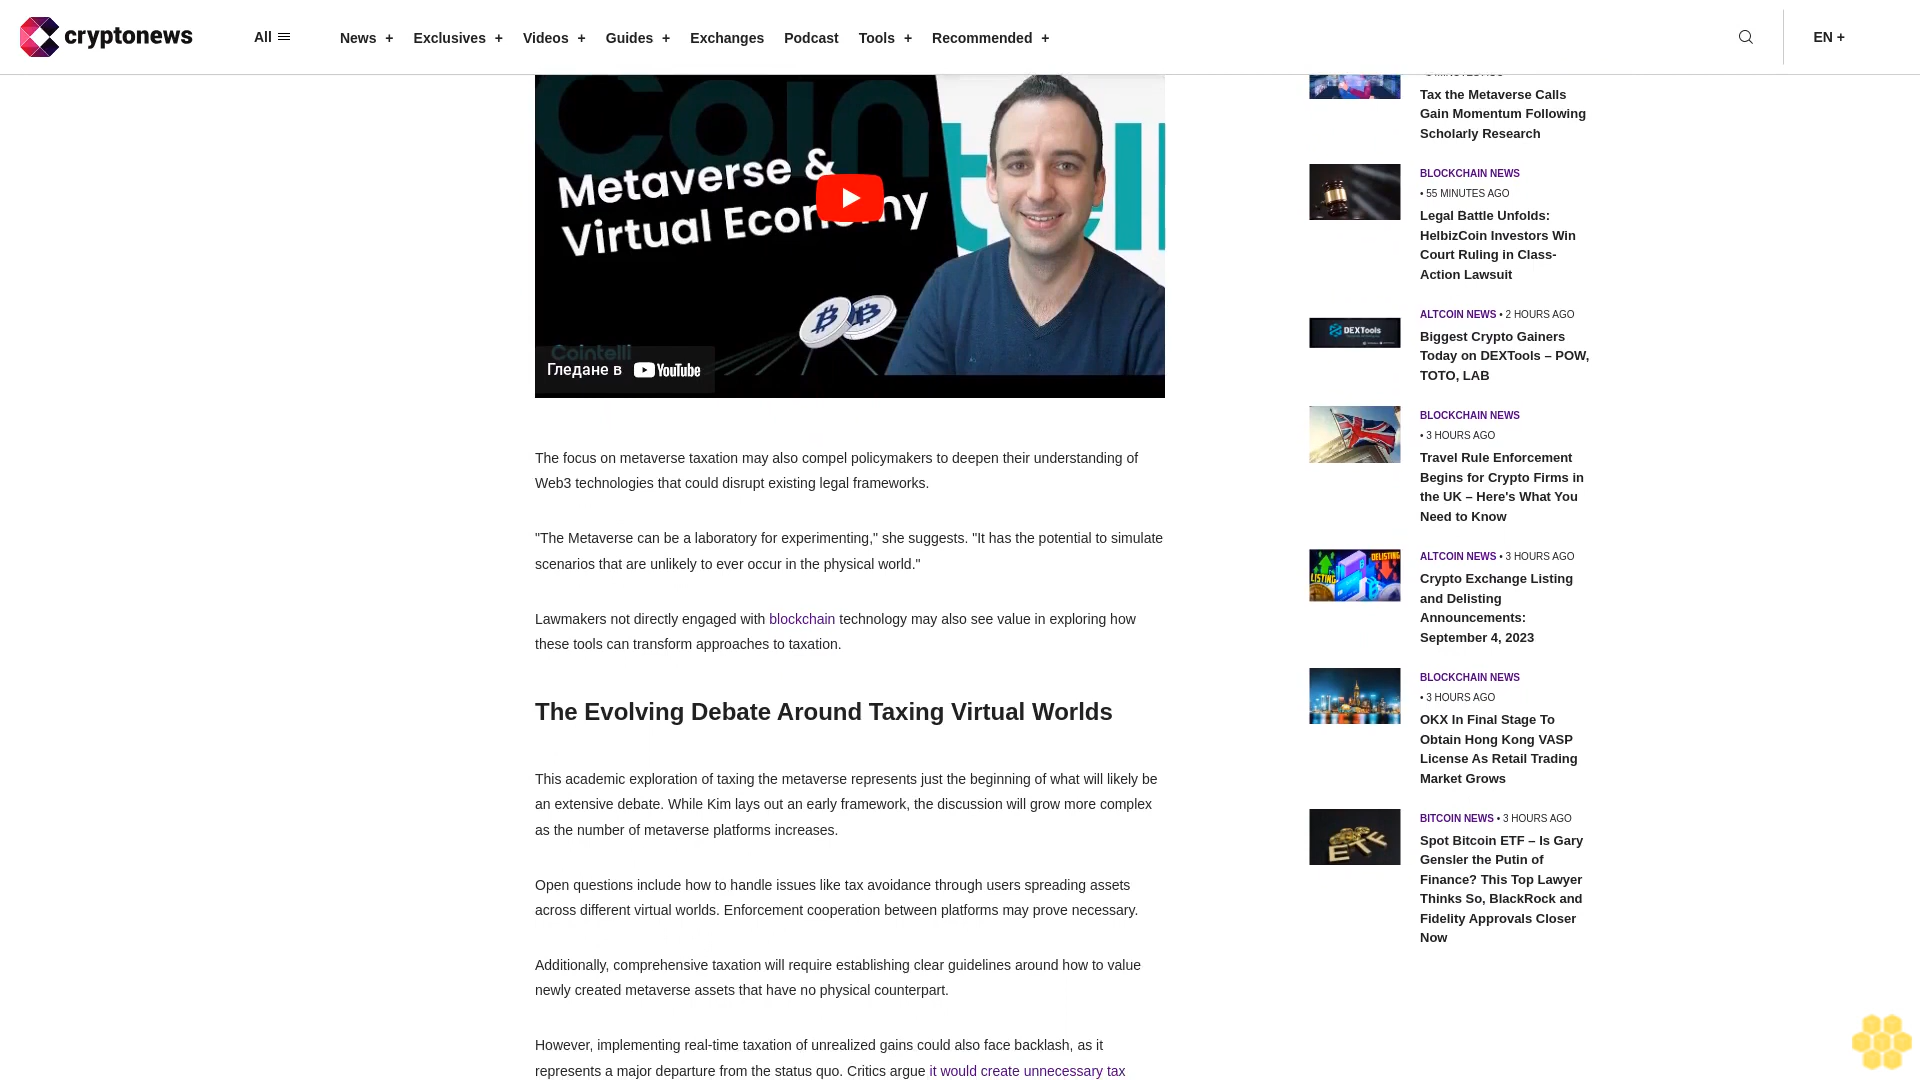 cryptonews
All
News +
Exclusives +
Videos +
Guides +
Exchanges
Podcast
Tools +
Recommended +
EN +
Metaverse &
Virtual Economy
Cointelli
Гледане в YouTube
The focus on metaverse taxation may also compel policymakers to deepen their understanding of
Web3 technologies that could disrupt existing legal frameworks.
"The Metaverse can be a laboratory for experimenting," she suggests. "It has the potential to simulate
scenarios that are unlikely to ever occur in the physical world."
Lawmakers not directly engaged with blockchain technology may also see value in exploring how
these tools can transform approaches to taxation.
The Evolving Debate Around Taxing Virtual Worlds
This academic exploration of taxing the metaverse represents just the beginning of what will likely be
an extensive debate. While Kim lays out an early framework, the discussion will grow more complex
as the number of metaverse platforms increases.
Open questions include how to handle issues like tax avoidance through users spreading assets
across different virtual worlds. Enforcement cooperation between platforms may prove necessary.
Additionally, comprehensive taxation will require establishing clear guidelines around how to value
newly created metaverse assets that have no physical counterpart.
However, implementing real-time taxation of unrealized gains could also face backlash, as it
represents a major departure from the status quo. Critics argue it would create unnecessary tax
Tax the Metaverse Calls
Gain Momentum Following
Scholarly Research
BLOCKCHAIN NEWS
• 55 MINUTES AGO
Legal Battle Unfolds:
HelbizCoin Investors Win
Court Ruling in Class-
Action Lawsuit
DEXTools
ALTCOIN NEWS • 2 HOURS AGO
Biggest Crypto Gainers
Today on DEXTools – POW,
TOTO, LAB
BLOCKCHAIN NEWS
• 3 HOURS AGO
Travel Rule Enforcement
Begins for Crypto Firms in
the UK – Here's What You
Need to Know
LISTING
DELISTING
ALTCOIN NEWS • 3 HOURS AGO
Crypto Exchange Listing
and Delisting
Announcements:
September 4, 2023
BLOCKCHAIN NEWS
• 3 HOURS AGO
OKX In Final Stage To
Obtain Hong Kong VASP
License As Retail Trading
Market Grows
ETF
BITCOIN NEWS • 3 HOURS AGO
Spot Bitcoin ETF – Is Gary
Gensler the Putin of
Finance? This Top Lawyer
Thinks So, BlackRock and
Fidelity Approvals Closer
Now